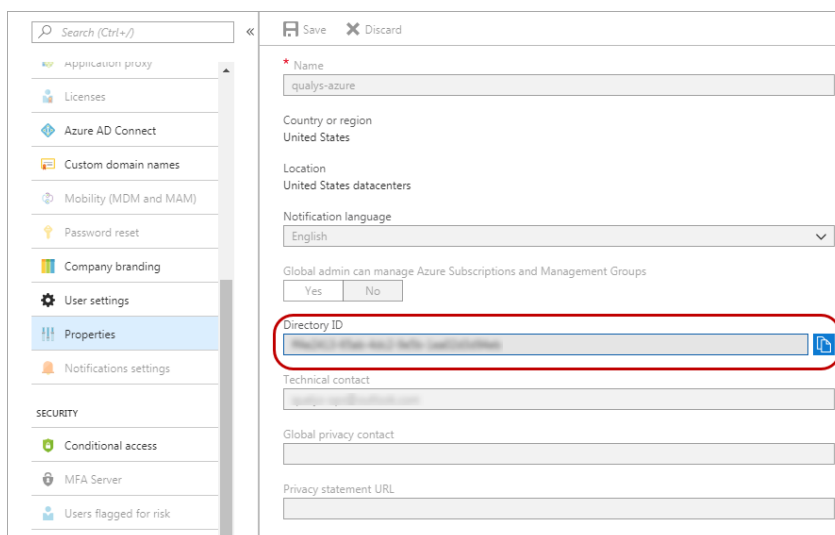 Search (Ctrl+/)
«
Application proxy
Licenses
Azure AD Connect
Custom domain names
Mobility (MDM and MAM)
Password reset
Company branding
User settings
Properties
Notifications settings
SECURITY
Conditional access
MFA Server
Users flagged for risk
Save Discard
* Name
qualys-azure
Country or region
United States
Location
United States datacenters
Notification language
English
Global admin can manage Azure Subscriptions and Management Groups
Yes No
Directory ID
Technical contact
Global privacy contact
Privacy statement URL